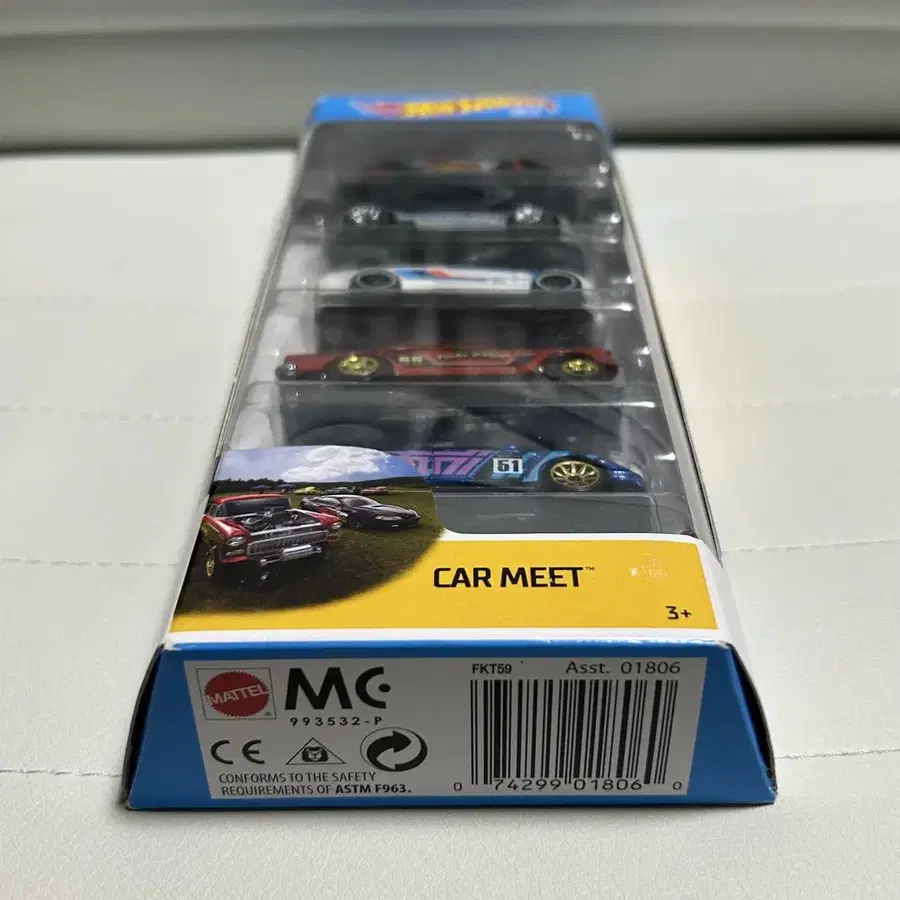 51
CAR MEET™
3+
MATTEL
®
MC
993532-P
CE
CONFORMS TO THE SAFETY
REQUIREMENTS OF ASTM F963.
FKT59
Asst. 01806
0 74299 01806 0